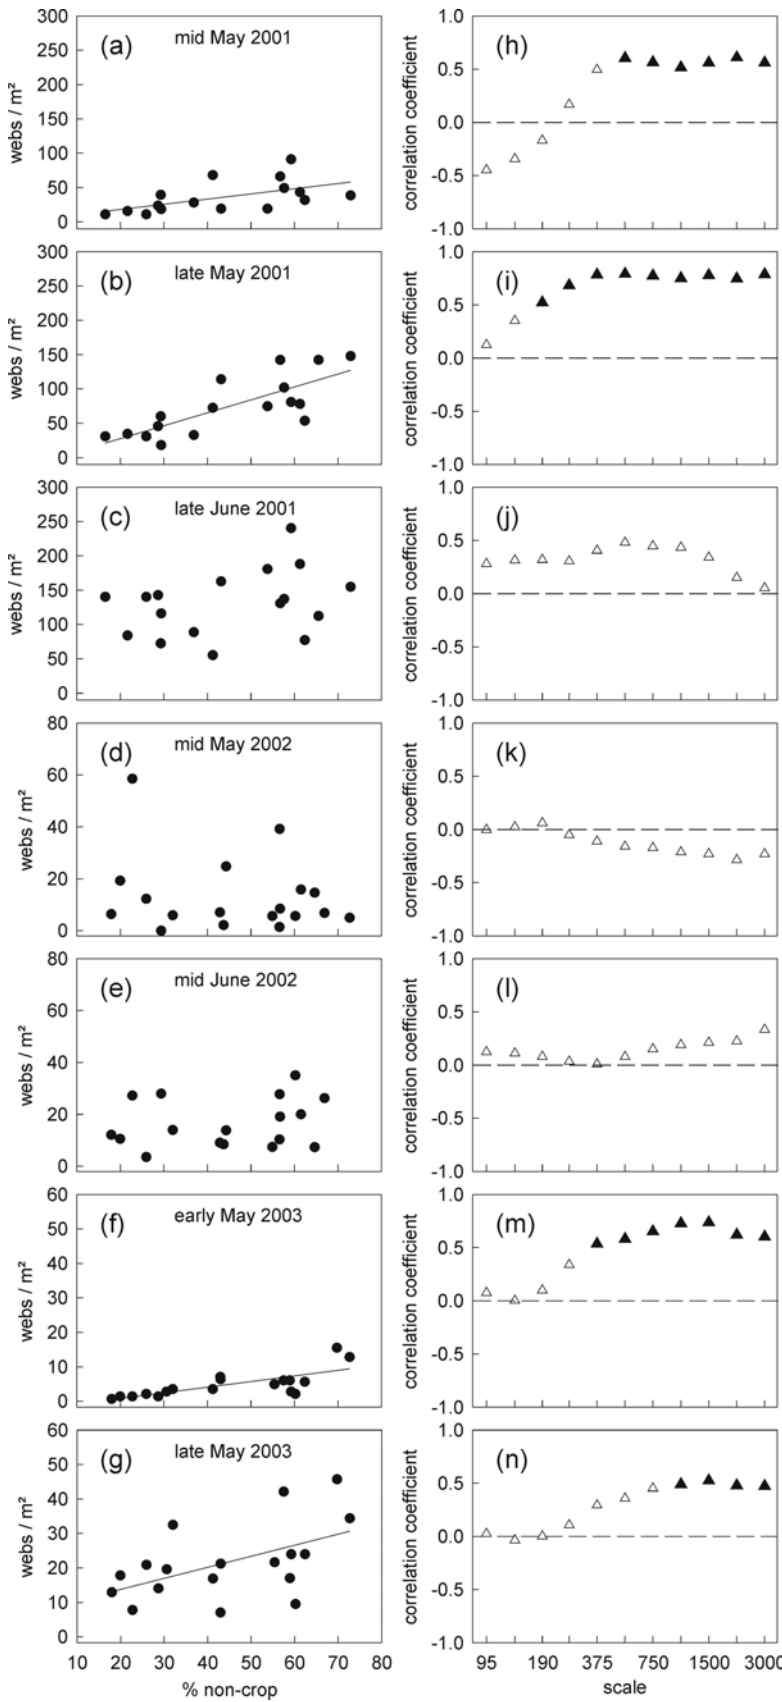 (a) mid May 2001
webs / m²
300
250
200
150
100
50
0
(h)
correlation coefficient
1.0
0.5
0.0
-0.5
-1.0
(b) late May 2001
webs / m²
300
250
200
150
100
50
0
(i)
correlation coefficient
1.0
0.5
0.0
-0.5
-1.0
(c) late June 2001
webs / m²
300
250
200
150
100
50
0
(j)
correlation coefficient
1.0
0.5
0.0
-0.5
-1.0
(d) mid May 2002
webs / m²
80
60
40
20
0
(k)
correlation coefficient
1.0
0.5
0.0
-0.5
-1.0
(e) mid June 2002
webs / m²
80
60
40
20
0
(l)
correlation coefficient
1.0
0.5
0.0
-0.5
-1.0
(f) early May 2003
webs / m²
60
50
40
30
20
10
0
(m)
correlation coefficient
1.0
0.5
0.0
-0.5
-1.0
(g) late May 2003
webs / m²
60
50
40
30
20
10
0
10 20 30 40 50 60 70 80
% non-crop
(n)
correlation coefficient
1.0
0.5
0.0
-0.5
-1.0
95 190 375 750 1500 3000
scale